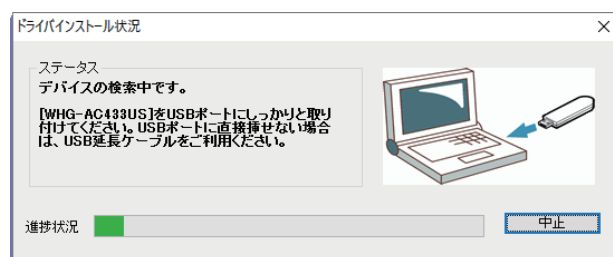 ドライバインストール状況
ステータス
デバイスの検索中です。
[WHG-AC433US]をUSBポートにしっかりと取り
付けてください。USBポートに直接挿せない場合
は、USB延長ケーブルをご利用ください。
進捗状況
中止